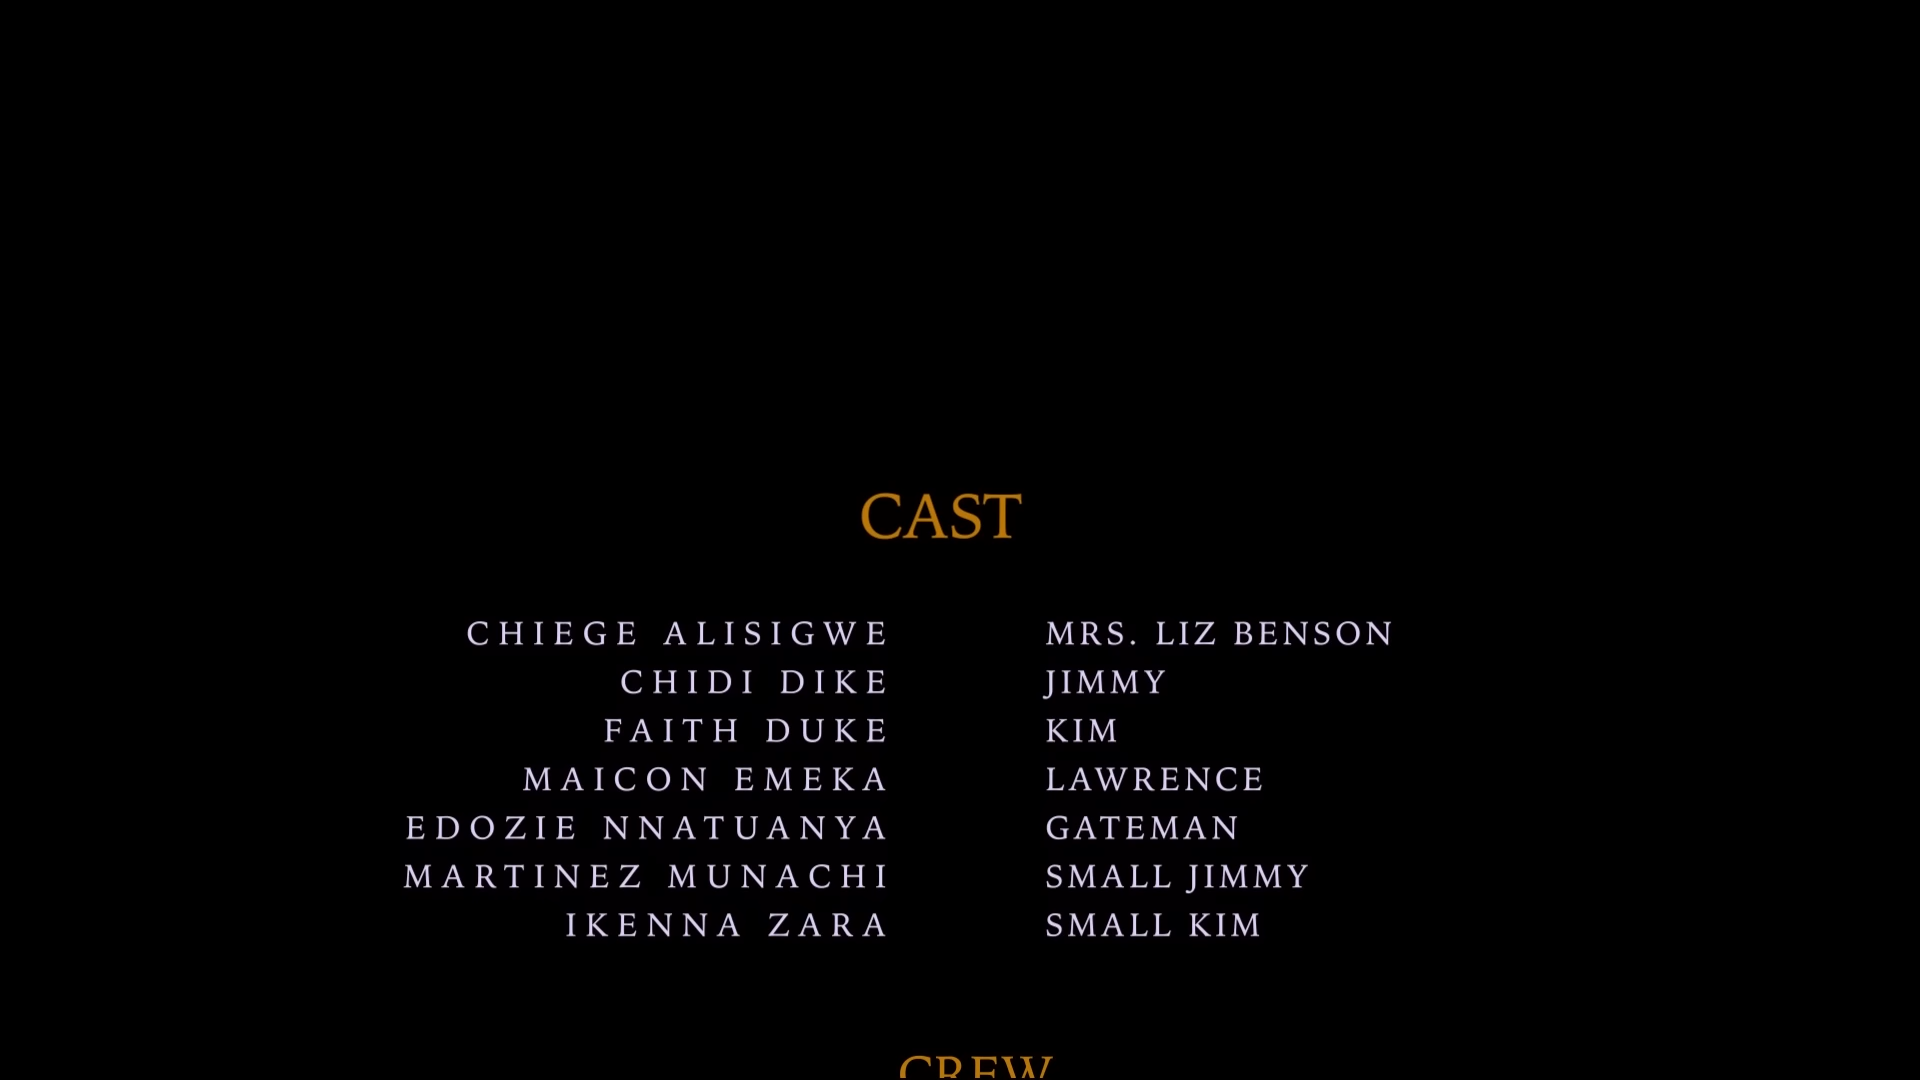 CAST
CHIEGE ALISIGWE MRS. LIZ BENSON
CHIDI DIKE JIMMY
FAITH DUKE KIM
MAICON EMEKA LAWRENCE
EDOZIE NNATUANYA GATEMAN
MARTINEZ MUNACHI SMALL JIMMY
IKENNA ZARA SMALL KIM
CREW